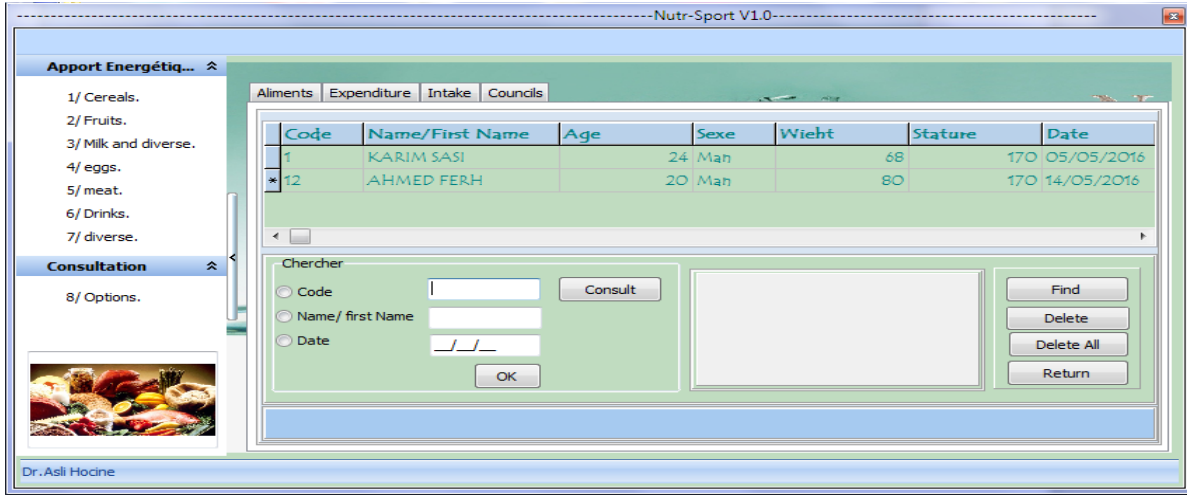 Nutr-Sport V1.0
Apport Energétiq...
1/ Cereals.
2/ Fruits.
3/ Milk and diverse.
4/ eggs.
5/ meat.
6/ Drinks.
7/ diverse.
Consultation
8/ Options.
Aliments Expenditure Intake Councils
Code Name/First Name Age Sexe Wieht Stature Date
1 KARIM SASI 24 Man 68 170 05/05/2016
* 12 AHMED FERH 20 Man 80 170 14/05/2016
Chercher
Code Consult
Name/ first Name
Date __/__/__
OK
Find
Delete
Delete All
Return
Dr.Asli Hocine